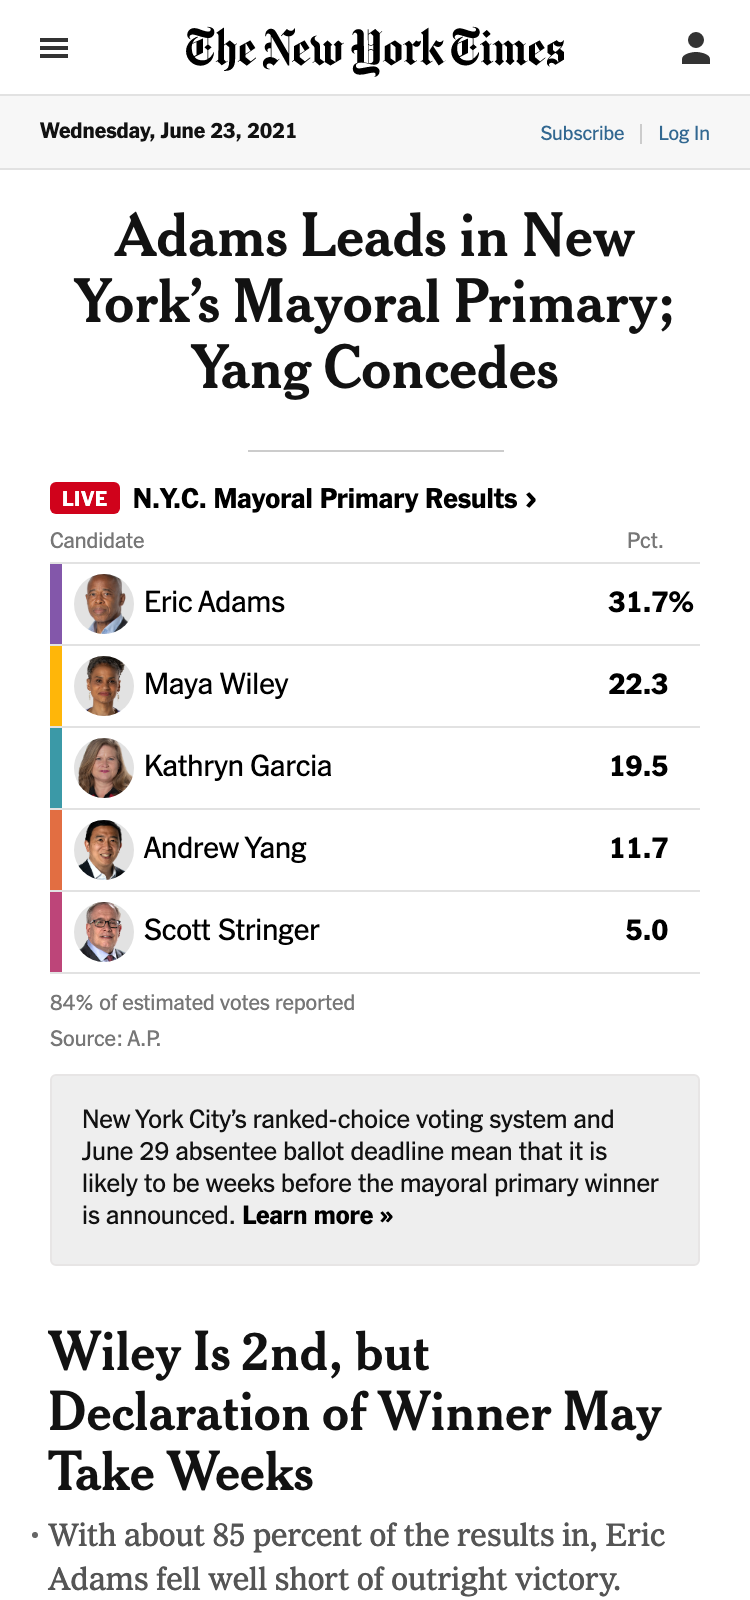 The New York Times
Wednesday, June 23, 2021
Subscribe | Log In
Adams Leads in New
York’s Mayoral Primary;
Yang Concedes
LIVE N.Y.C. Mayoral Primary Results ›
Candidate Pct.
Eric Adams 31.7%
Maya Wiley 22.3
Kathryn Garcia 19.5
Andrew Yang 11.7
Scott Stringer 5.0
84% of estimated votes reported
Source: A.P.
New York City’s ranked-choice voting system and
June 29 absentee ballot deadline mean that it is
likely to be weeks before the mayoral primary winner
is announced. Learn more »
Wiley Is 2nd, but
Declaration of Winner May
Take Weeks
• With about 85 percent of the results in, Eric
Adams fell well short of outright victory.